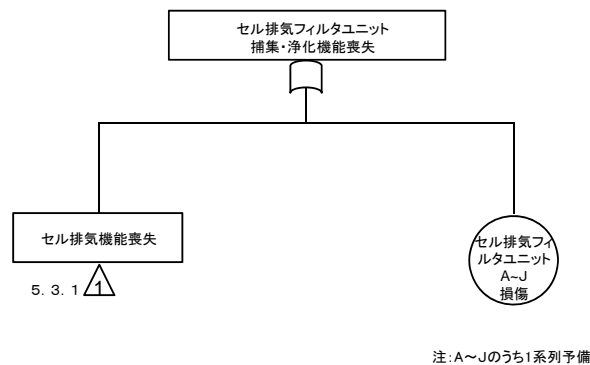 セル排気フィルタユニット
捕集・浄化機能喪失
セル排気機能喪失
5．3．1
1
セル排気フィ
ルタユニット
A~J
損傷
注：A～Jのうち1系列予備